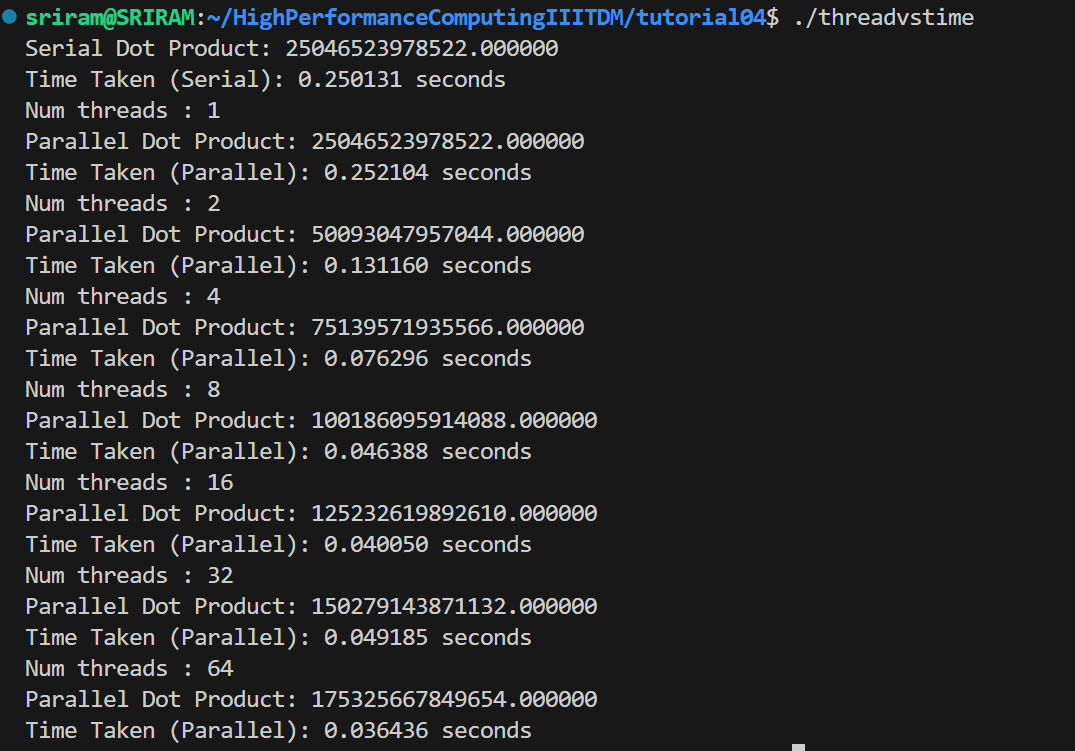 sriram@SRIRAM:~/HighPerformanceComputingIIITDM/tutorial04$ ./threadvstime
Serial Dot Product: 25046523978522.000000
Time Taken (Serial): 0.250131 seconds
Num threads : 1
Parallel Dot Product: 25046523978522.000000
Time Taken (Parallel): 0.252104 seconds
Num threads : 2
Parallel Dot Product: 50093047957044.000000
Time Taken (Parallel): 0.131160 seconds
Num threads : 4
Parallel Dot Product: 75139571935566.000000
Time Taken (Parallel): 0.076296 seconds
Num threads : 8
Parallel Dot Product: 100186095914088.000000
Time Taken (Parallel): 0.046388 seconds
Num threads : 16
Parallel Dot Product: 125232619892610.000000
Time Taken (Parallel): 0.040050 seconds
Num threads : 32
Parallel Dot Product: 150279143871132.000000
Time Taken (Parallel): 0.049185 seconds
Num threads : 64
Parallel Dot Product: 175325667849654.000000
Time Taken (Parallel): 0.036436 seconds